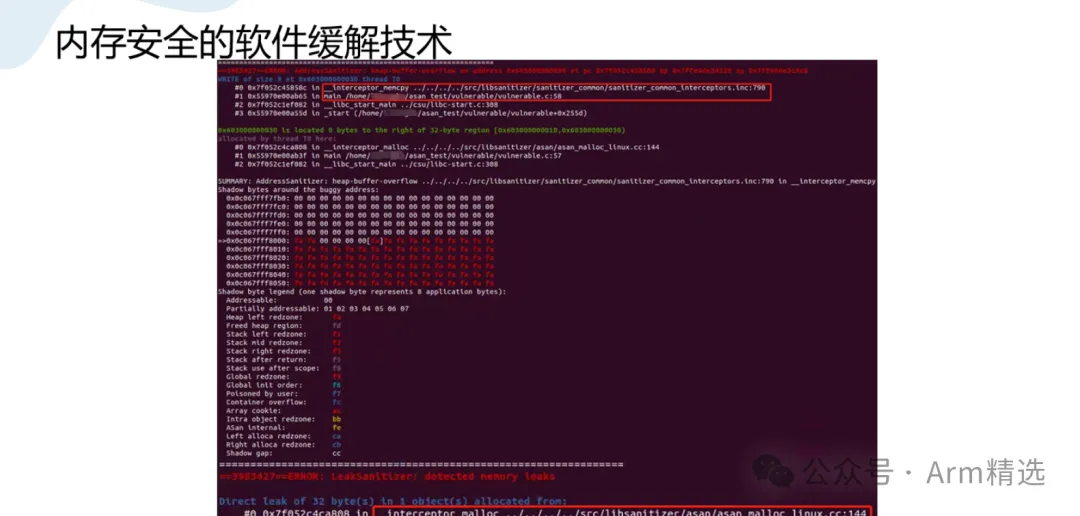 内存安全的软件缓解技术
==3983427==ERROR: AddressSanitizer: heap-buffer-overflow on address 0x603000000030 at pc
WRITE of size 8 at 0x603000000030 thread T0
#0 0x7f052c45858c in __interceptor_memcpy ../../../../src/libsanitizer/sanitizer_common/sanitizer_common_interceptors.inc:790
#1 0x55970e00ab65 in main /home/ /asan_test/vulnerable/vulnerable.c:58
#2 0x7f052c1ef082 in __libc_start_main ../csu/libc-start.c:308
#3 0x55970e00a55d in _start (/home/ /asan_test/vulnerable/vulnerable+0x255d)
0x603000000030 is located 0 bytes to the right of 32-byte region [0x603000000010,0x603000000030)
allocated by thread T0 here:
#0 0x7f052c4ca808 in __interceptor_malloc ../../../../src/libsanitizer/asan/asan_malloc_linux.cc:144
#1 0x55970e00ab3f in main /home/ /asan_test/vulnerable/vulnerable.c:57
#2 0x7f052c1ef082 in __libc_start_main ../csu/libc-start.c:308
SUMMARY: AddressSanitizer: heap-buffer-overflow ../../../../src/libsanitizer/sanitizer_common/sanitizer_common_interceptors.inc:790 in __interceptor_memcpy
Shadow bytes around the buggy address:
0x0c067fff7fb0: 00 00 00 00 00 00 00 00 00 00 00 00 00 00 00 00
0x0c067fff7fc0: 00 00 00 00 00 00 00 00 00 00 00 00 00 00 00 00
0x0c067fff7fd0: 00 00 00 00 00 00 00 00 00 00 00 00 00 00 00 00
0x0c067fff7fe0: 00 00 00 00 00 00 00 00 00 00 00 00 00 00 00 00
0x0c067fff7ff0: 00 00 00 00 00 00 00 00 00 00 00 00 00 00 00 00
=>0x0c067fff8000: fa fa 00 00 00 00[fa]fa fa fa fa fa fa fa fa fa
0x0c067fff8010: fa fa fa fa fa fa fa fa fa fa fa fa fa fa fa fa
0x0c067fff8020: fa fa fa fa fa fa fa fa fa fa fa fa fa fa fa fa
0x0c067fff8030: fa fa fa fa fa fa fa fa fa fa fa fa fa fa fa fa
0x0c067fff8040: fa fa fa fa fa fa fa fa fa fa fa fa fa fa fa fa
0x0c067fff8050: fa fa fa fa fa fa fa fa fa fa fa fa fa fa fa fa
Shadow byte legend (one shadow byte represents 8 application bytes):
Addressable: 00
Partially addressable: 01 02 03 04 05 06 07
Heap left redzone: fa
Freed heap region: fd
Stack left redzone: f1
Stack mid redzone: f2
Stack right redzone: f3
Stack after return: f5
Stack use after scope: f8
Global redzone: f9
Global init order: f6
Poisoned by user: f7
Container overflow: fc
Array cookie: ac
Intra object redzone: bb
ASan internal: fe
Left alloca redzone: ca
Right alloca redzone: cb
Shadow gap: cc
==3983427==ERROR: LeakSanitizer: detected memory leaks
Direct leak of 32 byte(s) in 1 object(s) allocated from:
#0 0x7f052c4ca808 in __interceptor_malloc ../../../../src/libsanitizer/asan/asan_malloc_linux.cc:144
公众号 · Arm精选